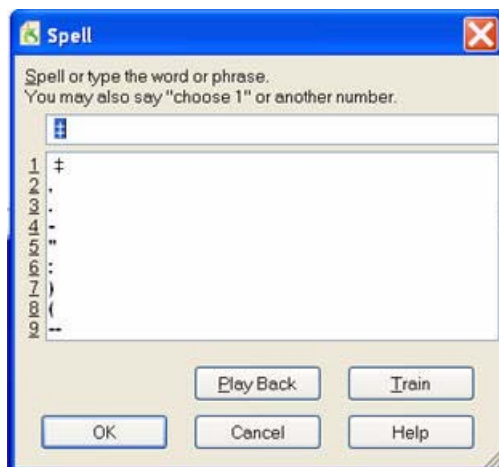 Spell
Spell or type the word or phrase.
You may also say "choose 1" or another number.
‡
1 ‡
2 ,
3 .
4 -
5 "
6 :
7 )
8 (
9 --
Play Back Train
OK Cancel Help